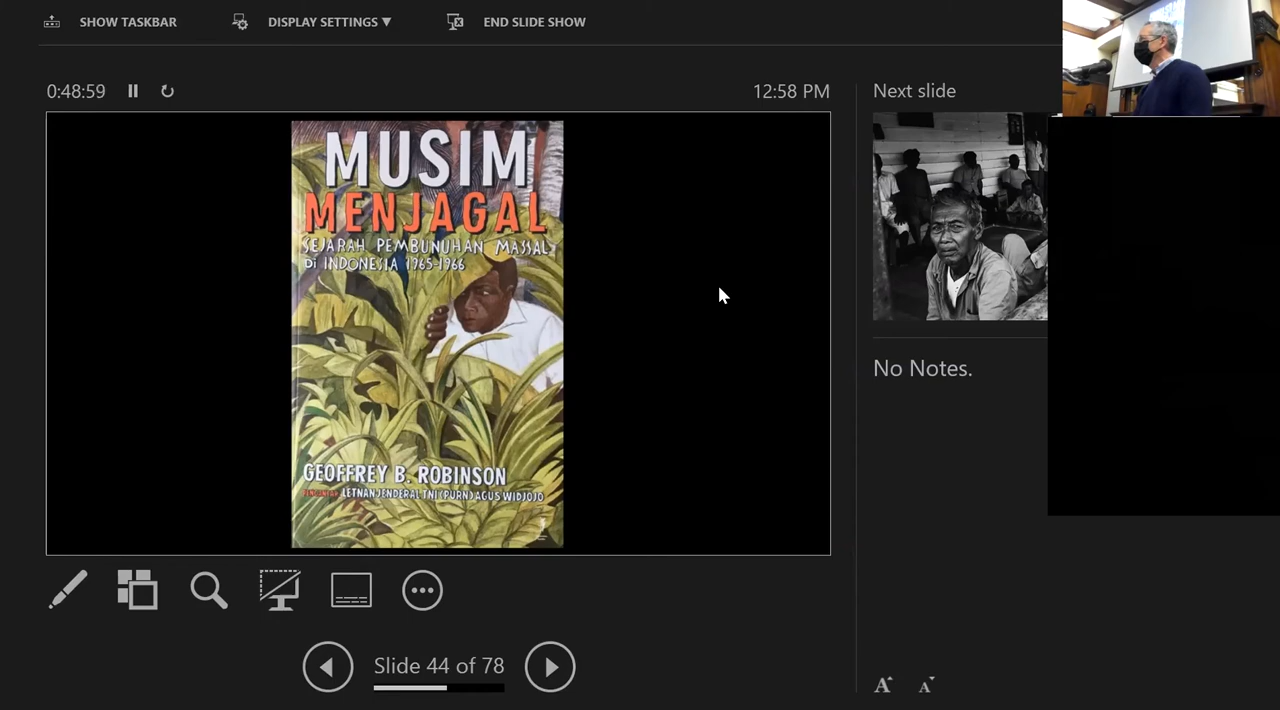 SHOW TASKBAR
DISPLAY SETTINGS ▼
END SLIDE SHOW
0:48:59
12:58 PM
Next slide
MUSIM
MENJAGAL
SEJARAH PEMBUNUHAN MASSAL
Di INDONESIA 1965-1966
GEOFFREY B. ROBINSON
LETNAN JENDERAL TNI (PURN) AGUS WIDJOJO
No Notes.
Slide 44 of 78
A A